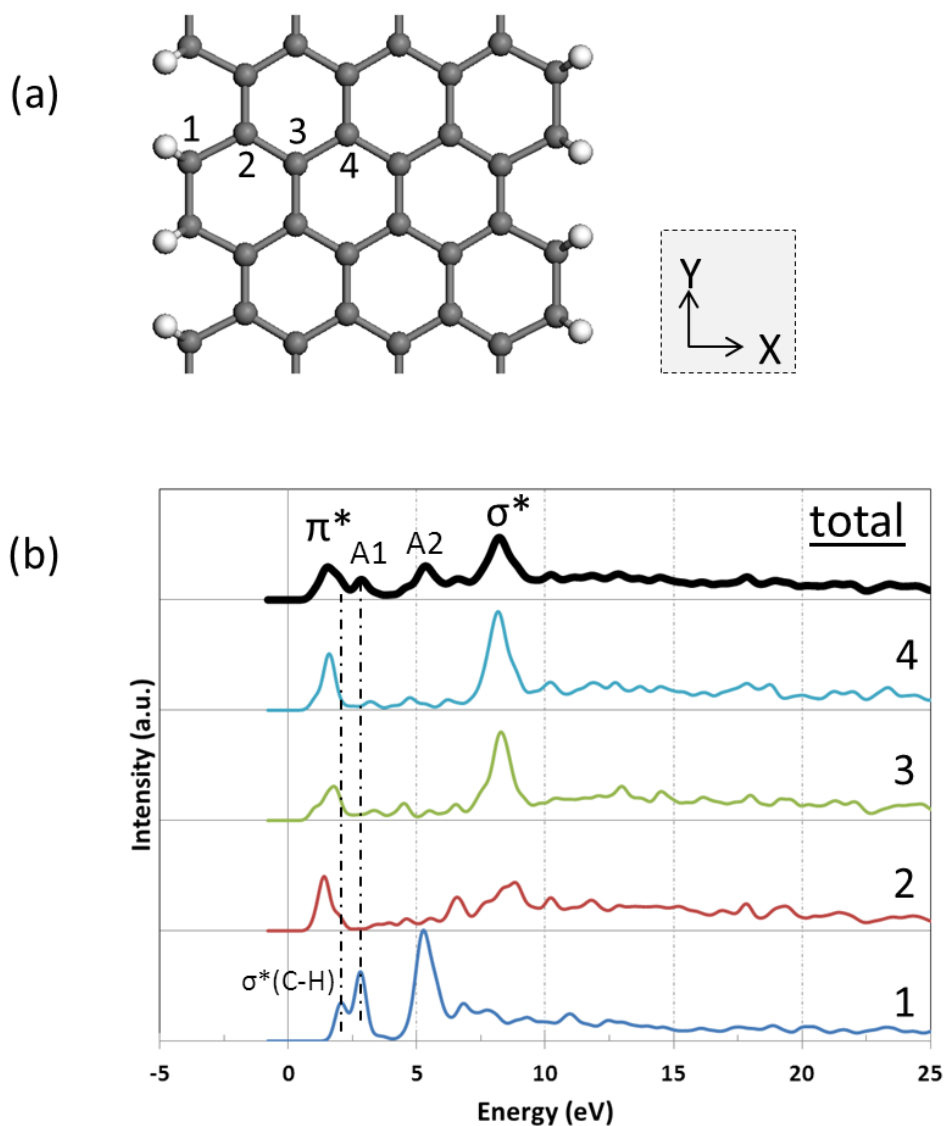 (a)
1
3
2
4
Y
X
(b)
π* A1 A2 σ* total
4
3
2
σ*(C-H)
1
Intensity (a.u.)
-5 0 5 10 15 20 25
Energy (eV)